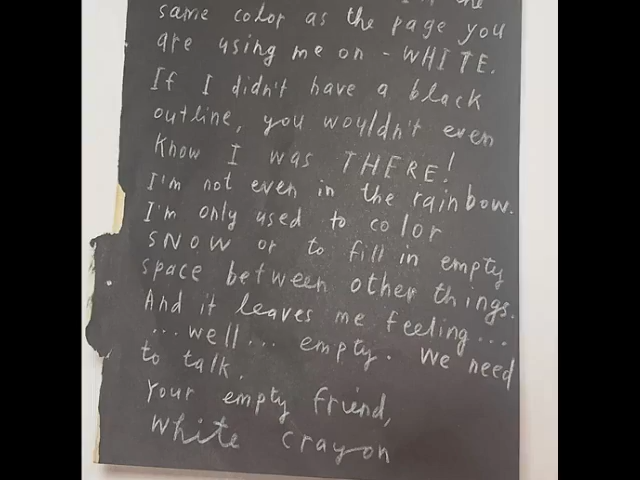 same color as the page you
are using me on - WHITE.
If I didn't have a black
outline, you wouldn't even
know I was THERE!
I'm not even in the rainbow.
I'm only used to color
SNOW or to fill in empty
space between other things.
And it leaves me feeling...
...well... empty. We need
to talk.
Your empty friend,
White crayon